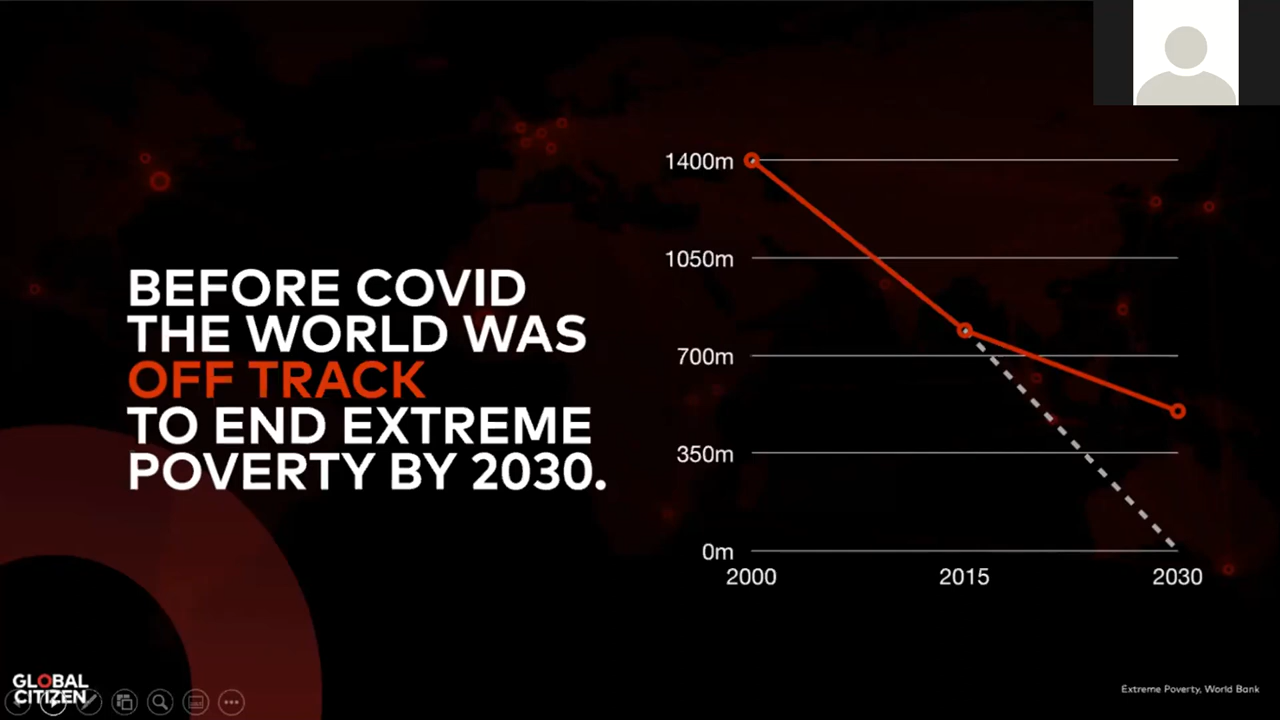 BEFORE COVID
THE WORLD WAS
OFF TRACK
TO END EXTREME
POVERTY BY 2030.
1400m
1050m
700m
350m
0m
2000 2015 2030
GLOBAL
CITIZEN
Extreme Poverty, World Bank